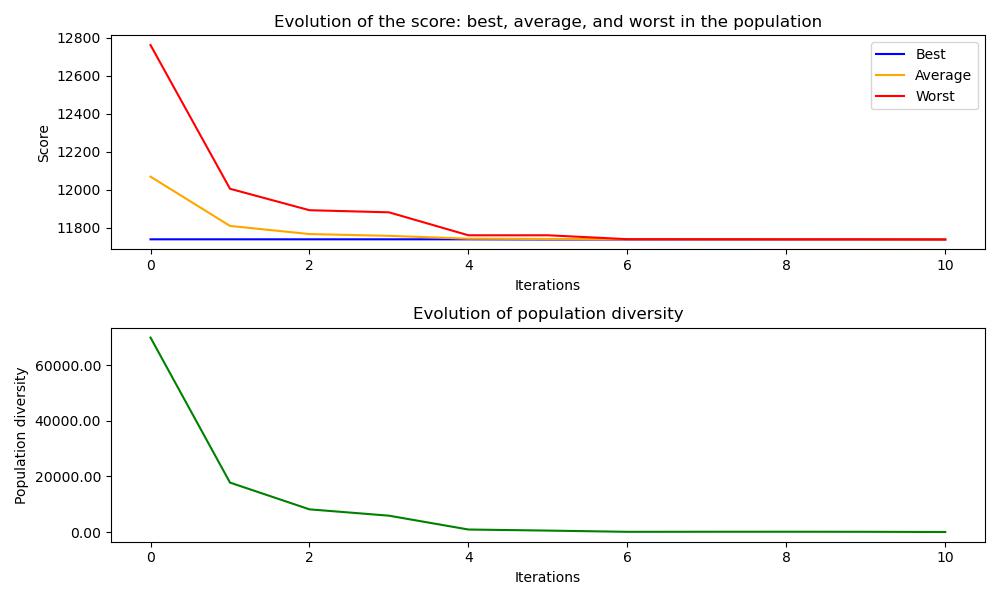 Evolution of the score: best, average, and worst in the population
12800
12600
12400
12200
12000
11800
Score
Best
Average
Worst
0 2 4 6 8 10
Iterations
Evolution of population diversity
60000.00
40000.00
20000.00
0.00
Population diversity
0 2 4 6 8 10
Iterations